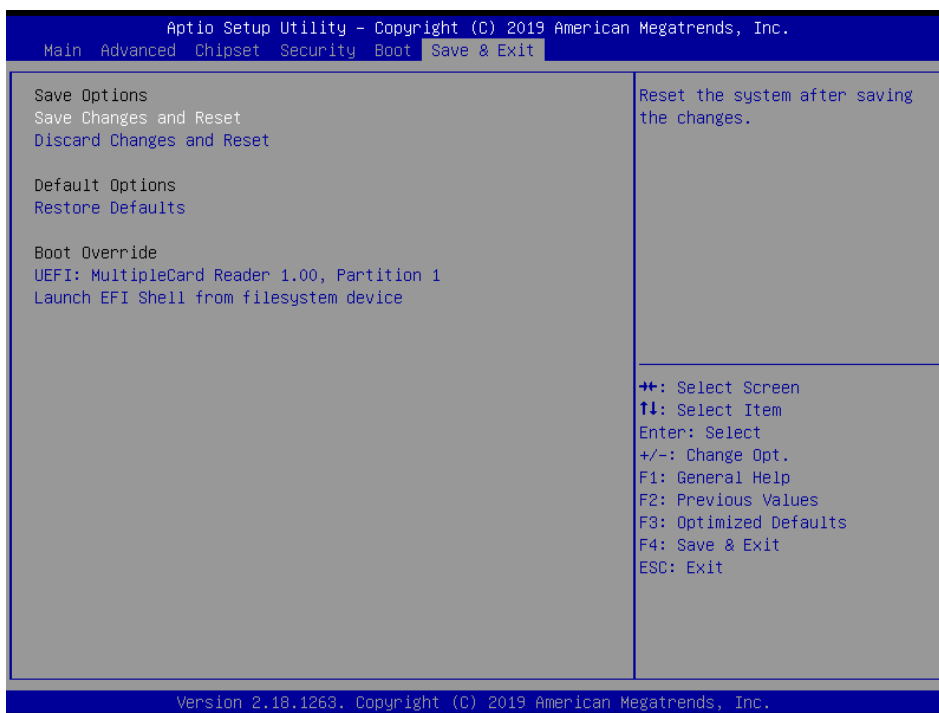 Aptio Setup Utility – Copyright (C) 2019 American Megatrends, Inc.
Main Advanced Chipset Security Boot Save & Exit
Save Options
Save Changes and Reset
Discard Changes and Reset
Default Options
Restore Defaults
Boot Override
UEFI: MultipleCard Reader 1.00, Partition 1
Launch EFI Shell from filesystem device
Reset the system after saving
the changes.
→←: Select Screen
↑↓: Select Item
Enter: Select
+/-: Change Opt.
F1: General Help
F2: Previous Values
F3: Optimized Defaults
F4: Save & Exit
ESC: Exit
Version 2.18.1263. Copyright (C) 2019 American Megatrends, Inc.